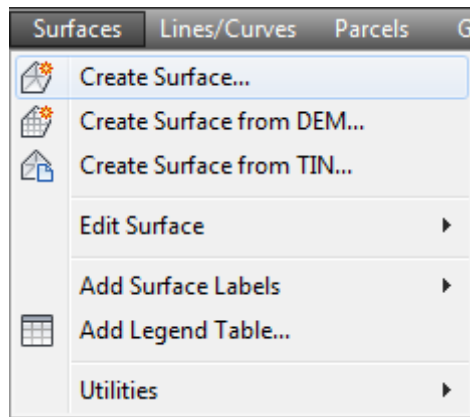 Surfaces Lines/Curves Parcels G
Create Surface...
Create Surface from DEM...
Create Surface from TIN...
Edit Surface
Add Surface Labels
Add Legend Table...
Utilities